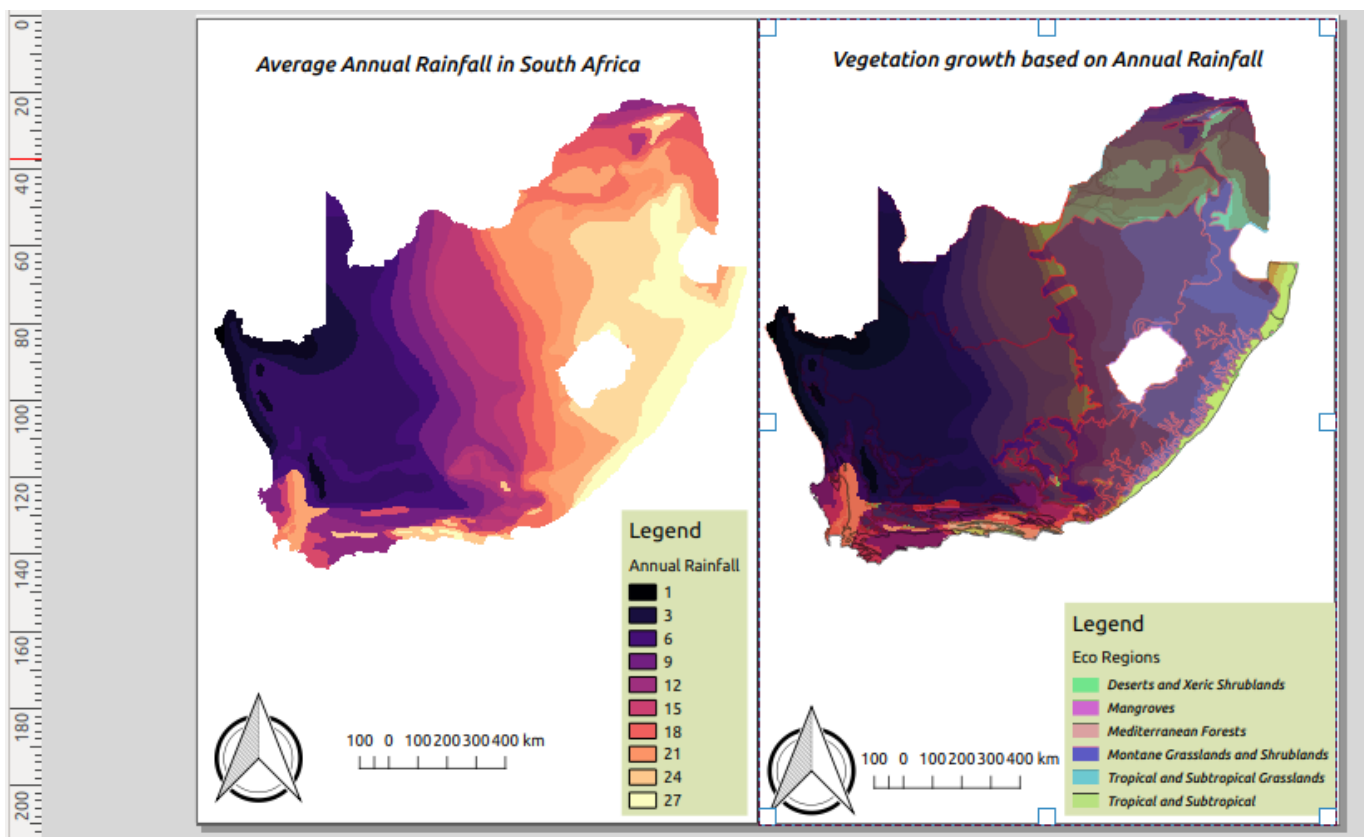 0
20
40
60
80
100
120
140
160
180
200
Average Annual Rainfall in South Africa
Legend
Annual Rainfall
1
3
6
9
12
15
18
21
24
27
100 0 100 200 300 400 km
Vegetation growth based on Annual Rainfall
Legend
Eco Regions
Deserts and Xeric Shrublands
Mangroves
Mediterranean Forests
Montane Grasslands and Shrublands
Tropical and Subtropical Grasslands
Tropical and Subtropical
100 0 100 200 300 400 km